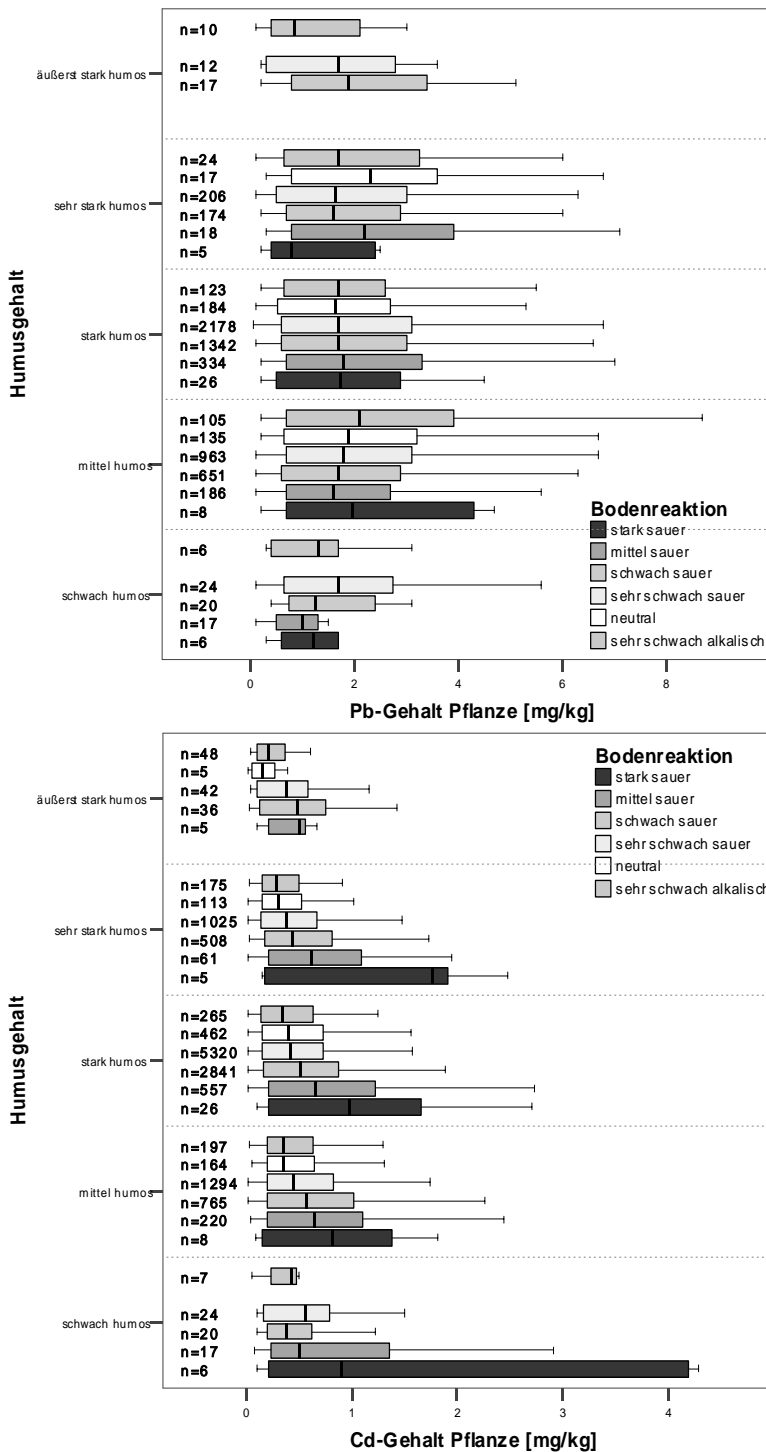 n=10
n=12
äußerst stark humos
n=17
n=24
n=17
n=206
sehr stark humos
n=174
n=18
n=5
n=123
n=184
n=2178
stark humos
n=1342
n=334
n=26
n=105
n=135
n=963
mittel humos
n=651
n=186
n=8
n=6
n=24
schwach humos
n=20
n=17
n=6
Humusgehalt
Bodenreaktion
stark sauer
mittel sauer
schwach sauer
sehr schwach sauer
neutral
sehr schwach alkalisch
0 2 4 6 8
Pb-Gehalt Pflanze [mg/kg]
n=48
n=5
n=42
äußerst stark humos
n=36
n=5
n=175
n=113
n=1025
sehr stark humos
n=508
n=61
n=5
n=265
n=462
n=5320
stark humos
n=2841
n=557
n=26
n=197
n=164
n=1294
mittel humos
n=765
n=220
n=8
n=7
n=24
schwach humos
n=20
n=17
n=6
Humusgehalt
Bodenreaktion
stark sauer
mittel sauer
schwach sauer
sehr schwach sauer
neutral
sehr schwach alkalisch
0 1 2 3 4
Cd-Gehalt Pflanze [mg/kg]